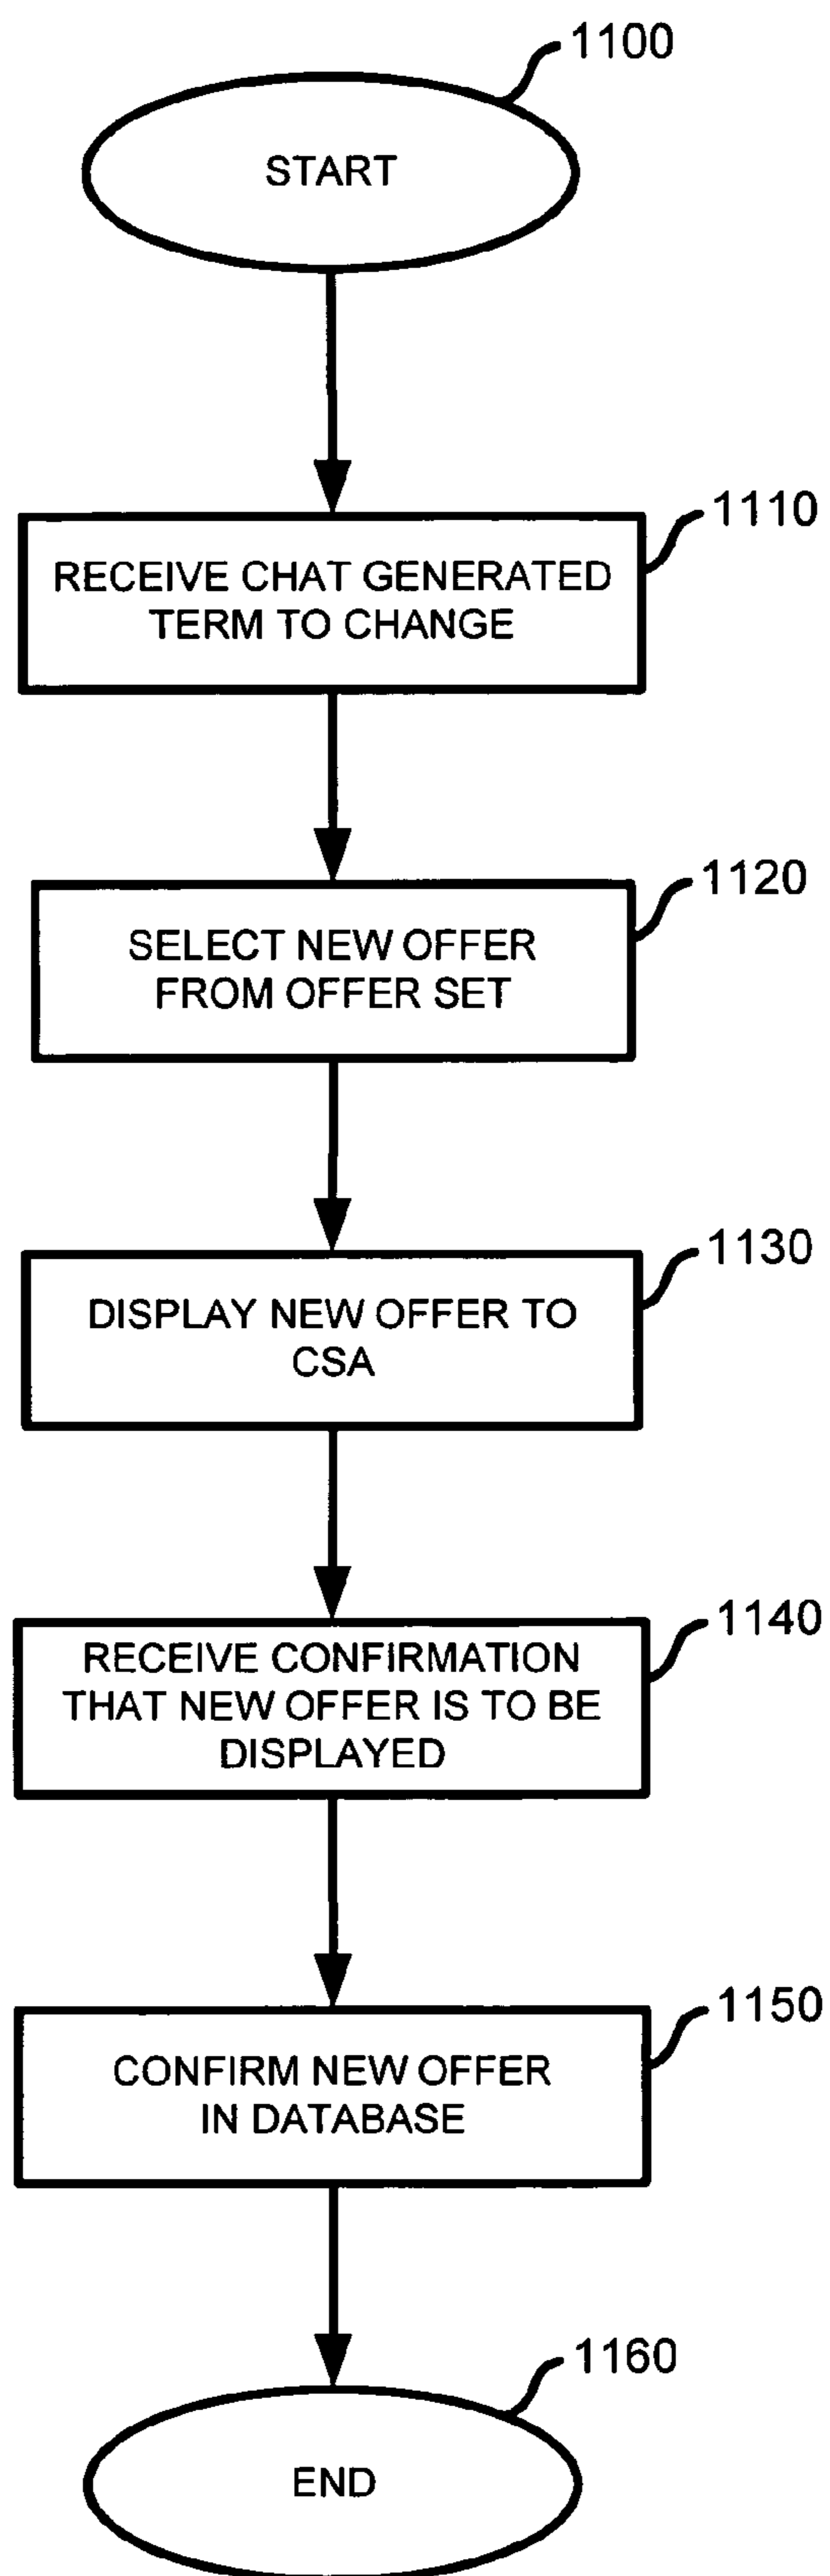 1100
START
1110
RECEIVE CHAT GENERATED
TERM TO CHANGE
1120
SELECT NEW OFFER
FROM OFFER SET
1130
DISPLAY NEW OFFER TO
CSA
1140
RECEIVE CONFIRMATION
THAT NEW OFFER IS TO BE
DISPLAYED
1150
CONFIRM NEW OFFER
IN DATABASE
1160
END